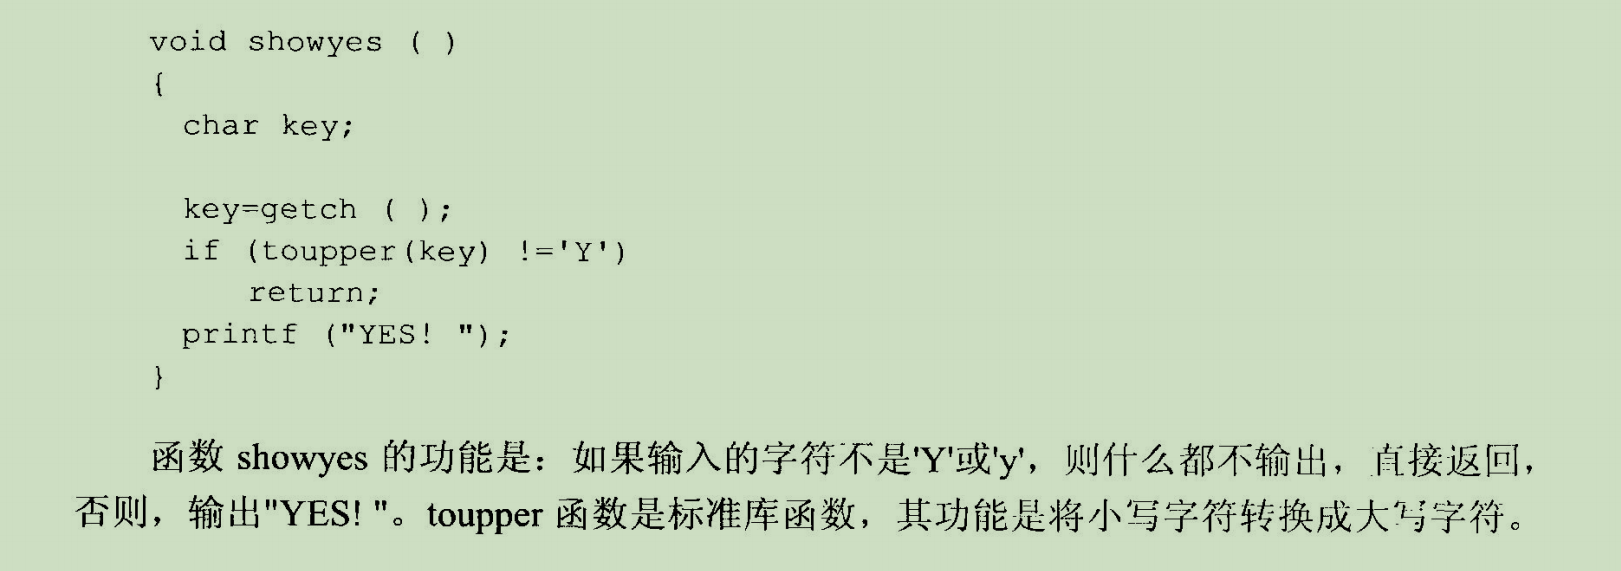 void showyes ( )
{
char key;
key=getch ( );
if (toupper(key) !='Y')
return;
printf ("YES! ");
}
函数 showyes 的功能是：如果输入的字符不是'Y'或'y'，则什么都不输出，直接返回，
否则，输出"YES! "。toupper 函数是标准库函数，其功能是将小写字符转换成大写字符。